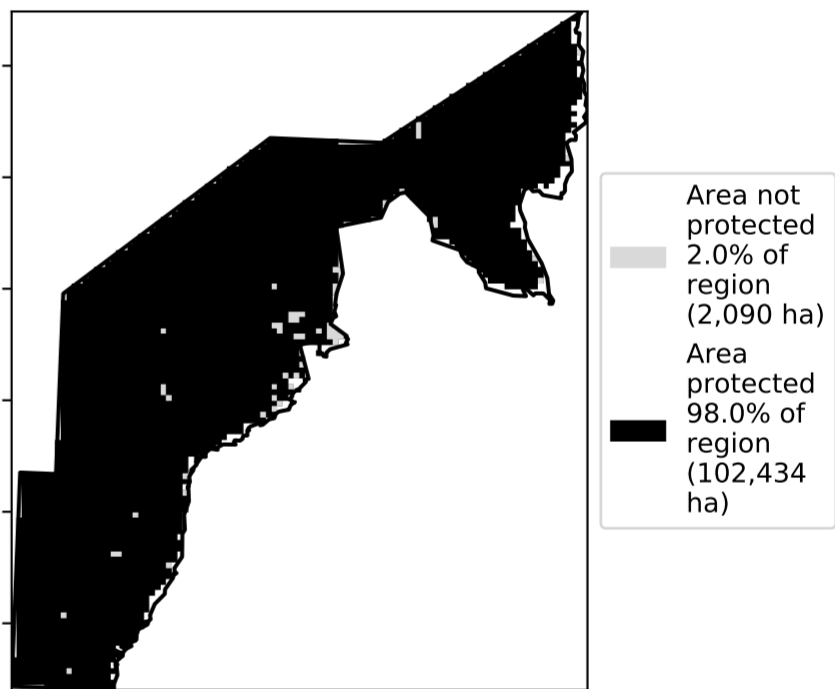 Area not
protected
2.0% of
region
(2,090 ha)
Area
protected
98.0% of
region
(102,434
ha)